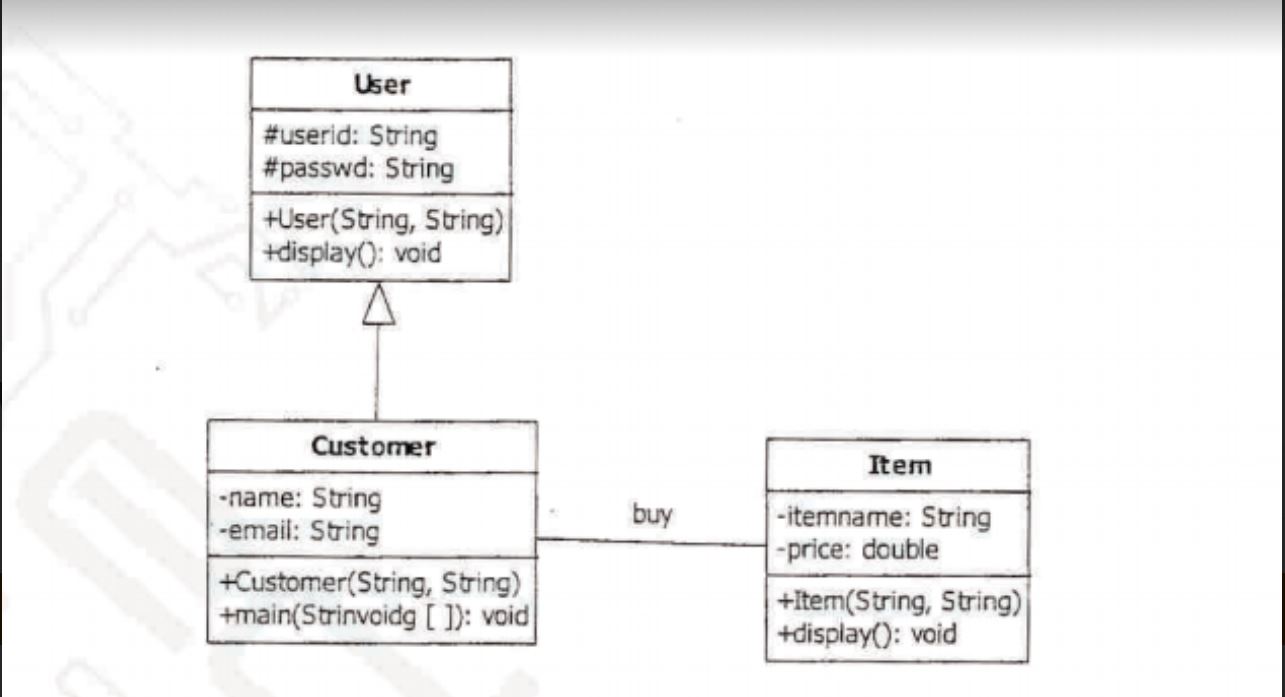 User
#userid: String
#passwd: String
+User(String, String)
+display(): void
Customer
-name: String
-email: String
+Customer(String, String)
+main(Strinvoidg [ ]): void
buy
Item
-itemname: String
-price: double
+Item(String, String)
+display(): void